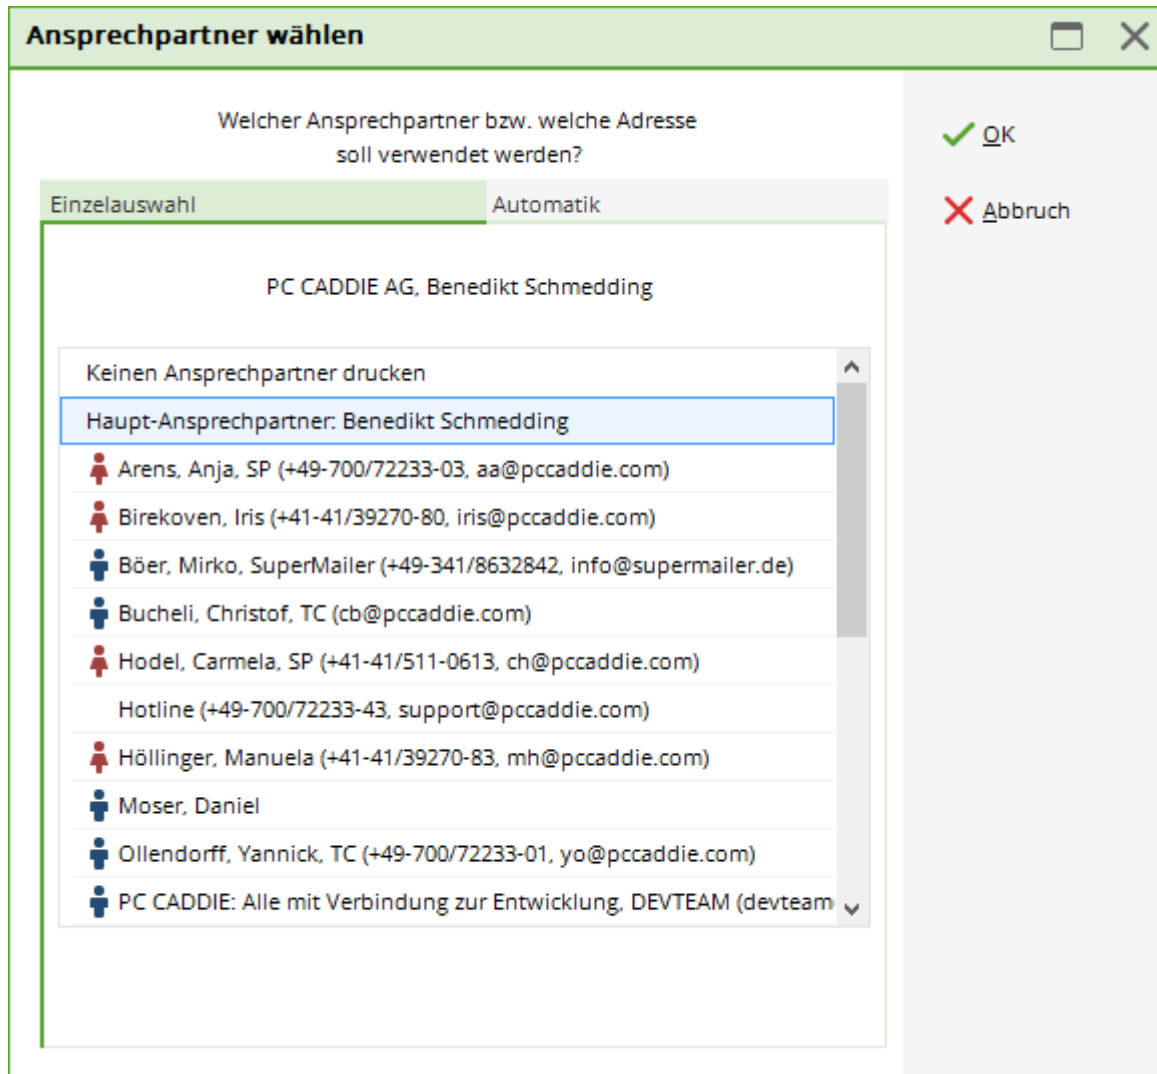 Ansprechpartner wählen
Welcher Ansprechpartner bzw. welche Adresse
soll verwendet werden?
OK
Abbruch
Einzelauswahl
Automatik
PC CADDIE AG, Benedikt Schmedding
Keinen Ansprechpartner drucken
Haupt-Ansprechpartner: Benedikt Schmedding
Arens, Anja, SP (+49-700/72233-03, aa@pccaddie.com)
Birekoven, Iris (+41-41/39270-80, iris@pccaddie.com)
Böer, Mirko, SuperMailer (+49-341/8632842, info@supermailer.de)
Bucheli, Christof, TC (cb@pccaddie.com)
Hodel, Carmela, SP (+41-41/511-0613, ch@pccaddie.com)
Hotline (+49-700/72233-43, support@pccaddie.com)
Höllinger, Manuela (+41-41/39270-83, mh@pccaddie.com)
Moser, Daniel
Ollendorff, Yannick, TC (+49-700/72233-01, yo@pccaddie.com)
PC CADDIE: Alle mit Verbindung zur Entwicklung, DEVTEAM (devteam